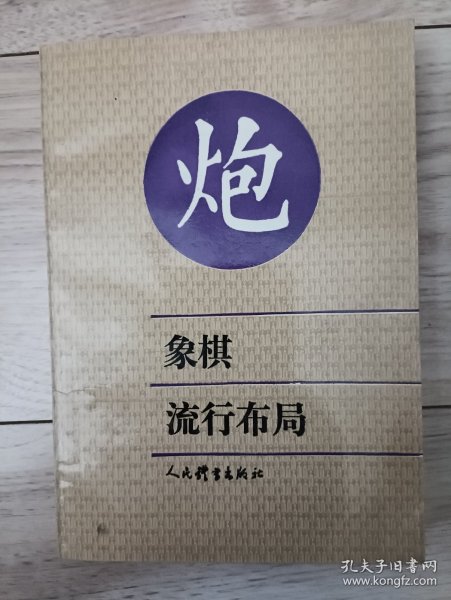 炮
象棋
流行布局
人民体育出版社
孔夫子旧书网
www.kongfz.com